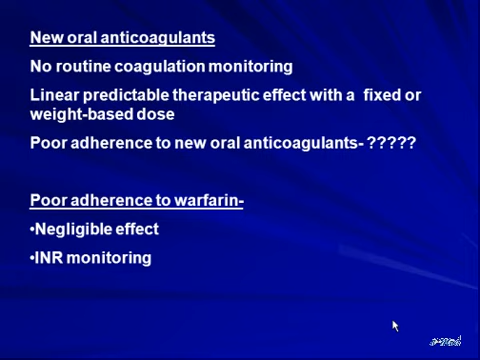 New oral anticoagulants
No routine coagulation monitoring
Linear predictable therapeutic effect with a fixed or
weight-based dose
Poor adherence to new oral anticoagulants- ?????
Poor adherence to warfarin-
•Negligible effect
•INR monitoring